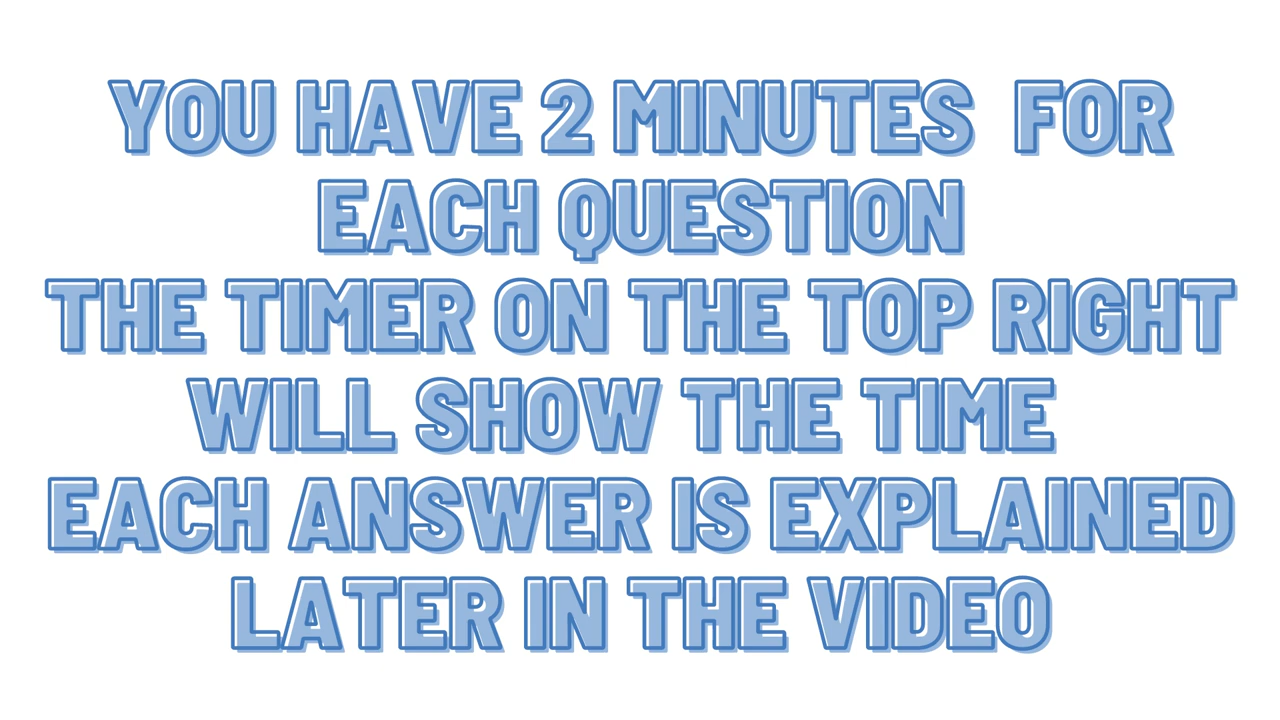 YOU HAVE 2 MINUTES  FOR
EACH QUESTION
THE TIMER ON THE TOP RIGHT
WILL SHOW THE TIME
EACH ANSWER IS EXPLAINED
LATER IN THE VIDEO